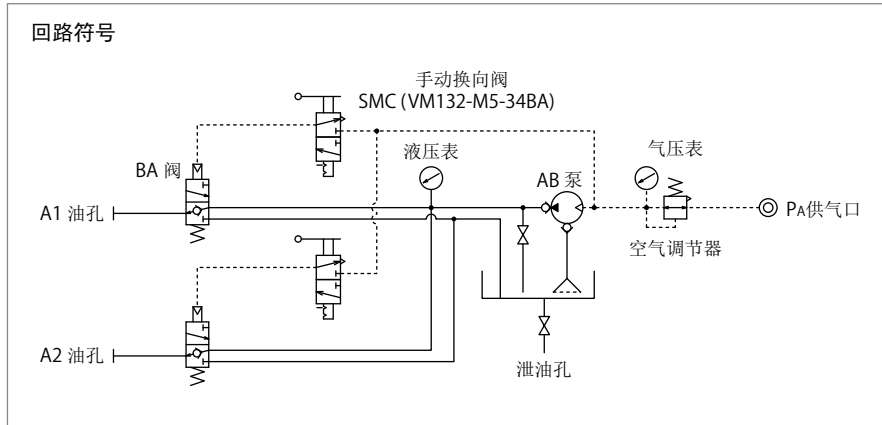 回路符号
手动换向阀
SMC (VM132-M5-34BA)
液压表
气压表
BA 阀
AB 泵
A1 油孔
PA供气口
空气调节器
A2 油孔
泄油孔